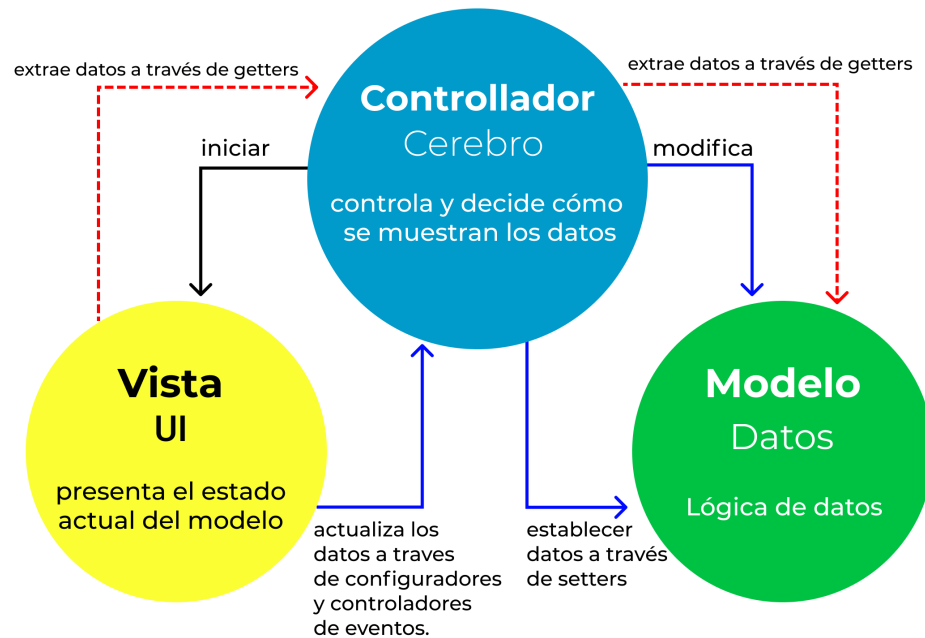 extrae datos a través de getters
extrae datos a través de getters
Controllador
Cerebro
controla y decide cómo
se muestran los datos
iniciar
modifica
Vista
UI
presenta el estado
actual del modelo
Modelo
Datos
Lógica de datos
actualiza los
datos a traves
de configuradores
y controladores
de eventos.
establecer
datos a través
de setters